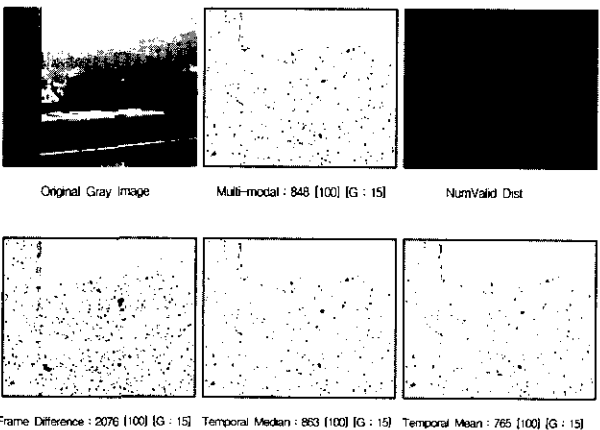 Original Gray Image
Multi-modal : 848 [100] [G : 15]
NumValid Dist
Frame Difference : 2076 [100] [G : 15]
Temporal Median : 863 [100] [G : 15]
Temporal Mean : 765 [100] [G : 15]